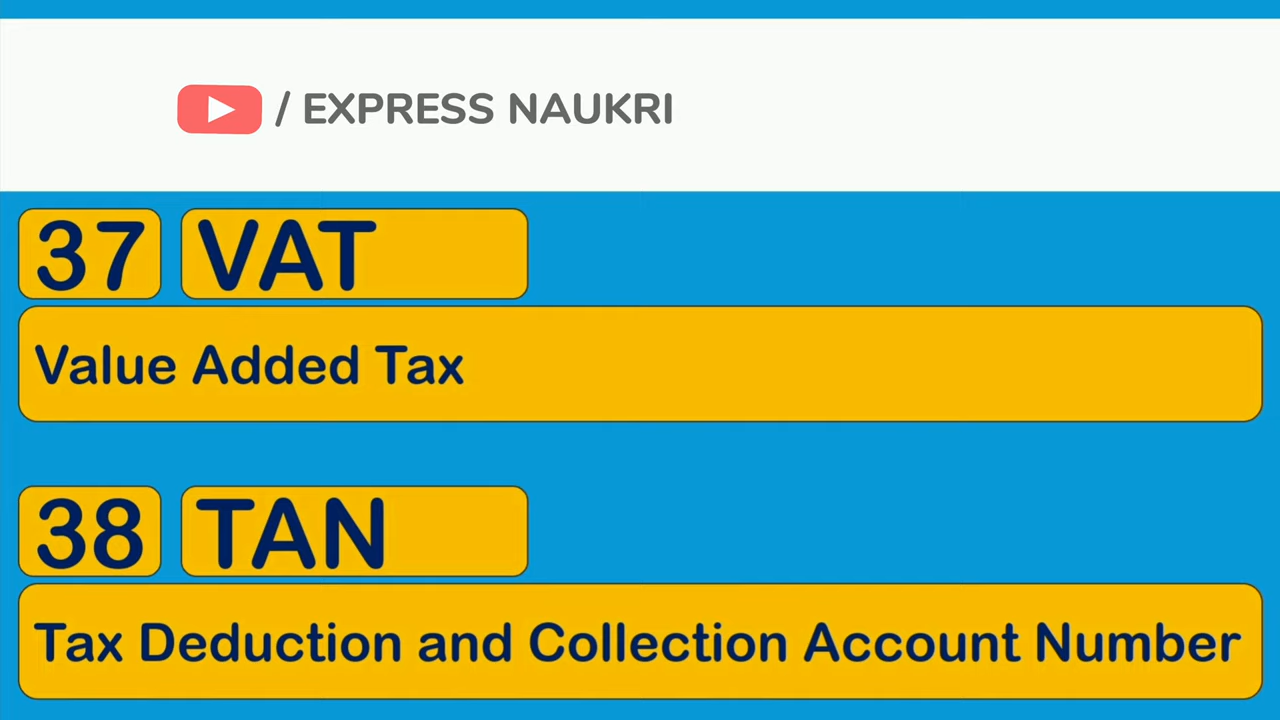 / EXPRESS NAUKRI
37 VAT
Value Added Tax
38 TAN
Tax Deduction and Collection Account Number